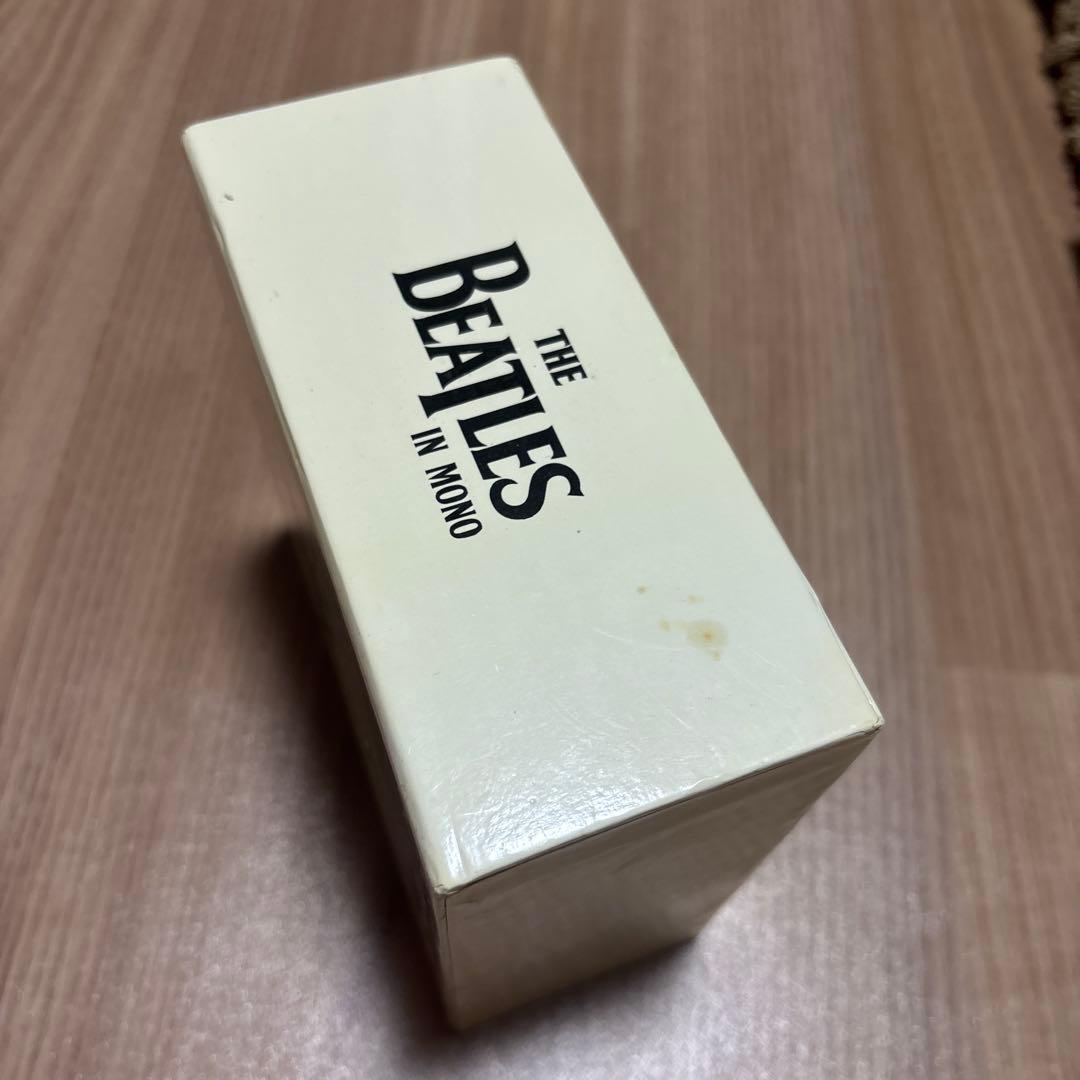 THE
BEATLES
IN MONO